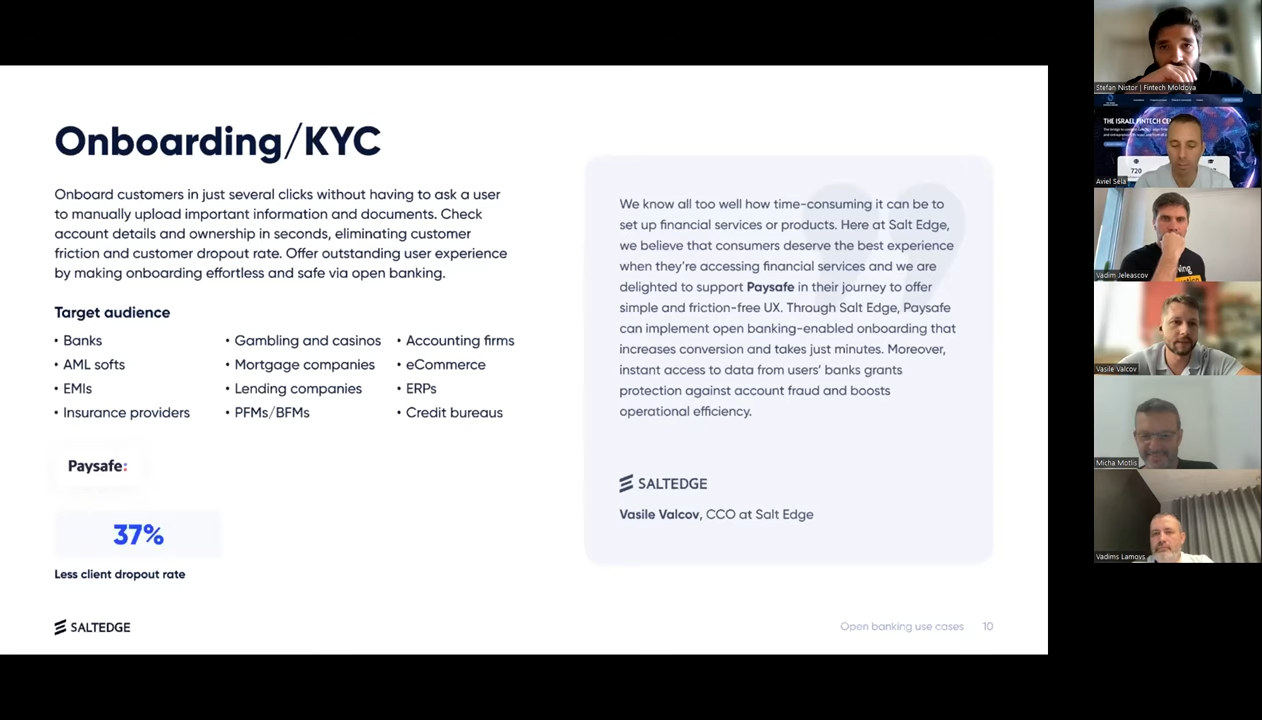 Onboarding/KYC
Onboard customers in just several clicks without having to ask a user
to manually upload important information and documents. Check
account details and ownership in seconds, eliminating customer
friction and customer dropout rate. Offer outstanding user experience
by making onboarding effortless and safe via open banking.
Target audience
• Banks
• AML softs
• EMIs
• Insurance providers
• Gambling and casinos
• Mortgage companies
• Lending companies
• PFMs/BFMs
• Accounting firms
• eCommerce
• ERPs
• Credit bureaus
Paysafe:
37%
Less client dropout rate
SALTEDGE
We know all too well how time-consuming it can be to
set up financial services or products. Here at Salt Edge,
we believe that consumers deserve the best experience
when they're accessing financial services and we are
delighted to support Paysafe in their journey to offer
simple and friction-free UX. Through Salt Edge, Paysafe
can implement open banking-enabled onboarding that
increases conversion and takes just minutes. Moreover,
instant access to data from users' banks grants
protection against account fraud and boosts
operational efficiency.
SALTEDGE
Vasile Valcov, CCO at Salt Edge
Open banking use cases 10
Stefan Nistor | Fintech Moldova
THE ISRAEL FINTECH CE
720
Aviel Sela
Vadim Jeleascov
Vasile Valcov
Micha Motlis
Vadims Lamovs